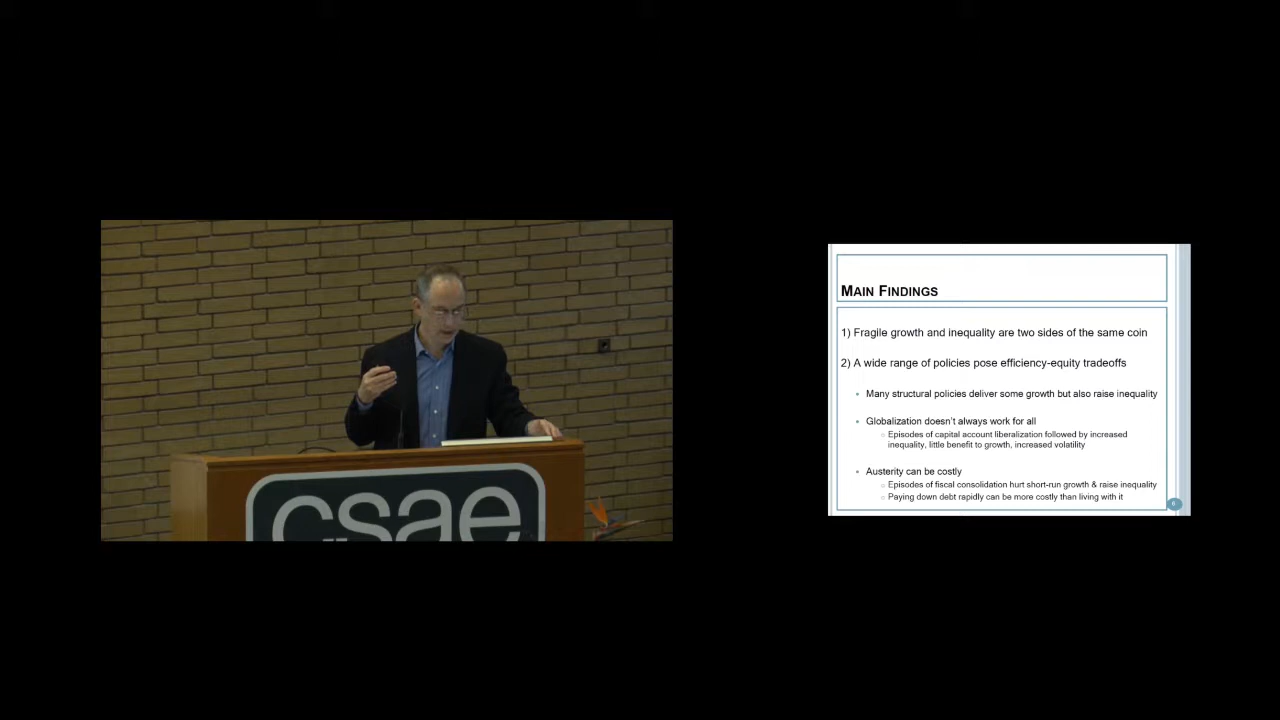 csae
MAIN FINDINGS
1) Fragile growth and inequality are two sides of the same coin
2) A wide range of policies pose efficiency-equity tradeoffs
Many structural policies deliver some growth but also raise inequality
Globalization doesn't always work for all
Episodes of capital account liberalization followed by increased
inequality, little benefit to growth, increased volatility
Austerity can be costly
Episodes of fiscal consolidation hurt short-run growth & raise inequality
Paying down debt rapidly can be more costly than living with it